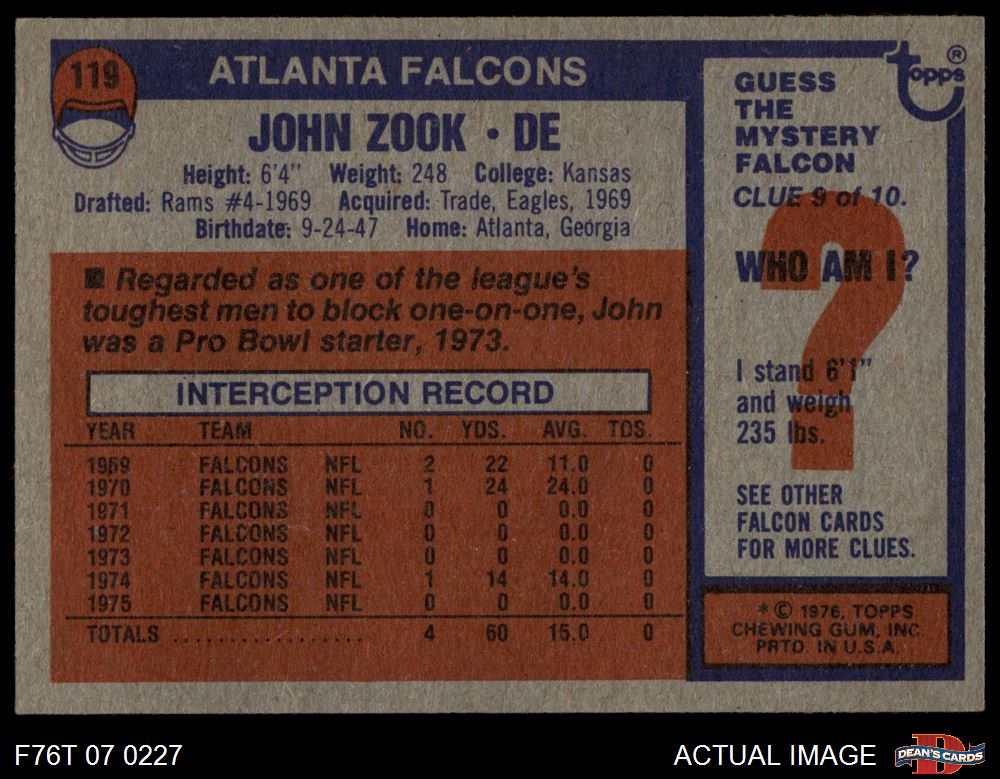 119
ATLANTA FALCONS
JOHN ZOOK • DE
Height: 6'4" Weight: 248 College: Kansas
Drafted: Rams #4-1969 Acquired: Trade, Eagles, 1969
Birthdate: 9-24-47 Home: Atlanta, Georgia
■ Regarded as one of the league's
toughest men to block one-on-one, John
was a Pro Bowl starter, 1973.
INTERCEPTION RECORD
YEAR TEAM NO. YDS. AVG. TDS.
1969 FALCONS NFL 2 22 11.0 0
1970 FALCONS NFL 1 24 24.0 0
1971 FALCONS NFL 0 0 0.0 0
1972 FALCONS NFL 0 0 0.0 0
1973 FALCONS NFL 0 0 0.0 0
1974 FALCONS NFL 1 14 14.0 0
1975 FALCONS NFL 0 0 0.0 0
TOTALS .................... 4 60 15.0 0
topps ®
GUESS
THE
MYSTERY
FALCON
CLUE 9 of 10.
?
WHO AM I?
I stand 6'1"
and weigh
235 lbs.
SEE OTHER
FALCON CARDS
FOR MORE CLUES.
* © 1976, TOPPS
CHEWING GUM, INC.
PRTD. IN U.S.A.
F76T 07 0227
ACTUAL IMAGE
D
DEAN'S CARDS